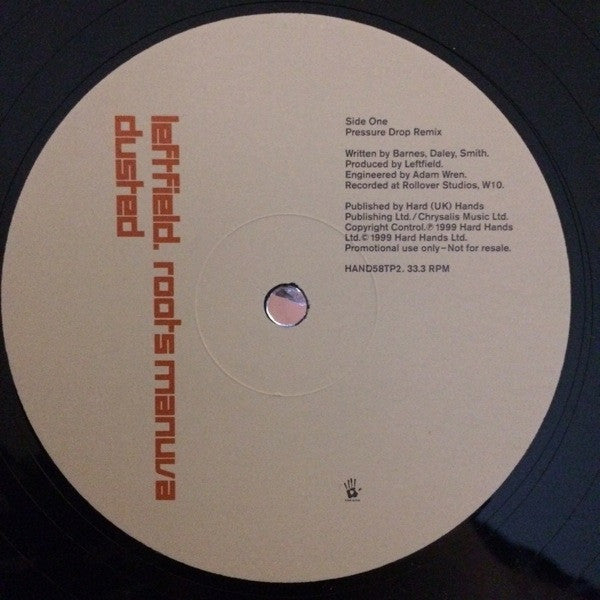 leftfield. roots manuva
dusted
Side One
Pressure Drop Remix
Written by Barnes, Daley, Smith.
Produced by Leftfield.
Engineered by Adam Wren.
Recorded at Rollover Studios, W10.
Published by Hard (UK) Hands
Publishing Ltd./Chrysalis Music Ltd.
Copyright Control.℗ 1999 Hard Hands
Ltd.© 1999 Hard Hands Ltd.
Promotional use only–Not for resale.
HAND58TP2. 33.3 RPM